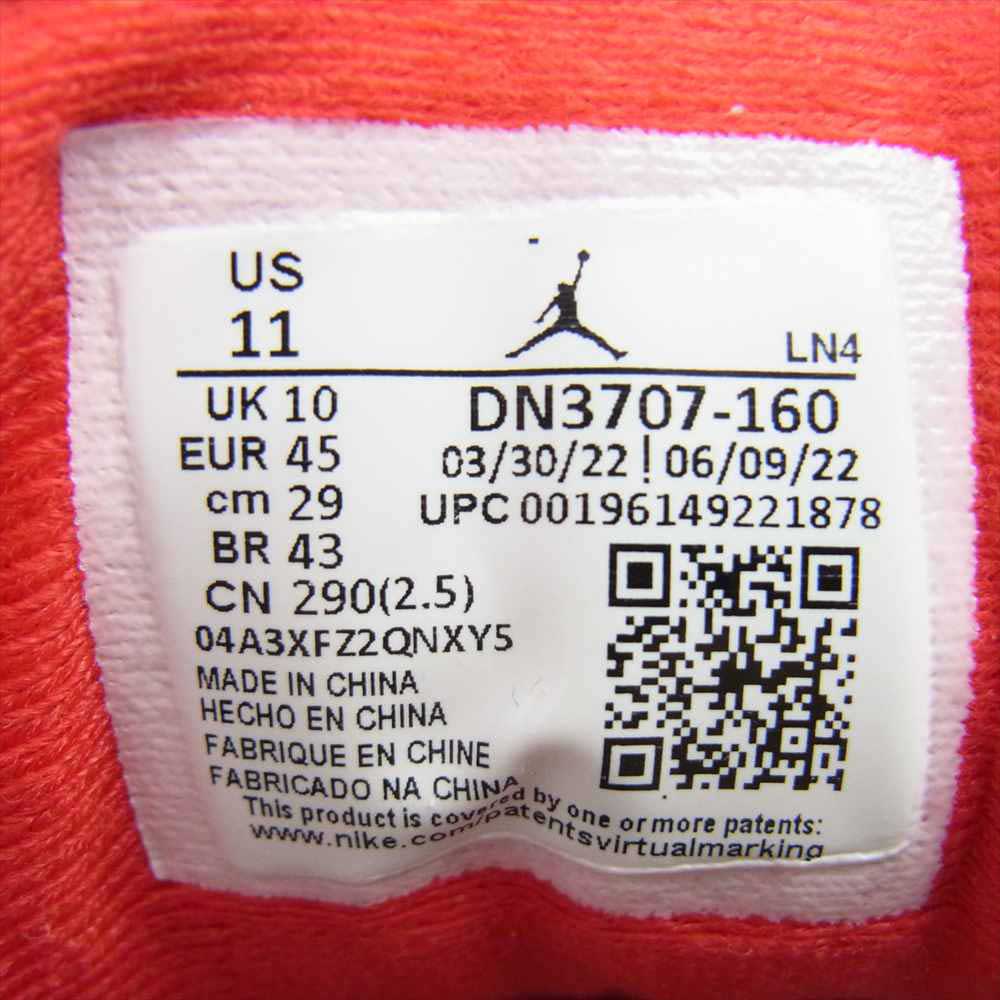 US
11
LN4
UK 10
DN3707-160
EUR 45
03/30/22 | 06/09/22
cm 29
UPC 00196149221878
BR 43
CN 290(2.5)
04A3XFZ2QNXY5
MADE IN CHINA
HECHO EN CHINA
FABRIQUE EN CHINE
FABRICADO NA CHINA
This product is covered by one or more patents:
www.nike.com/patentsvirtualmarking